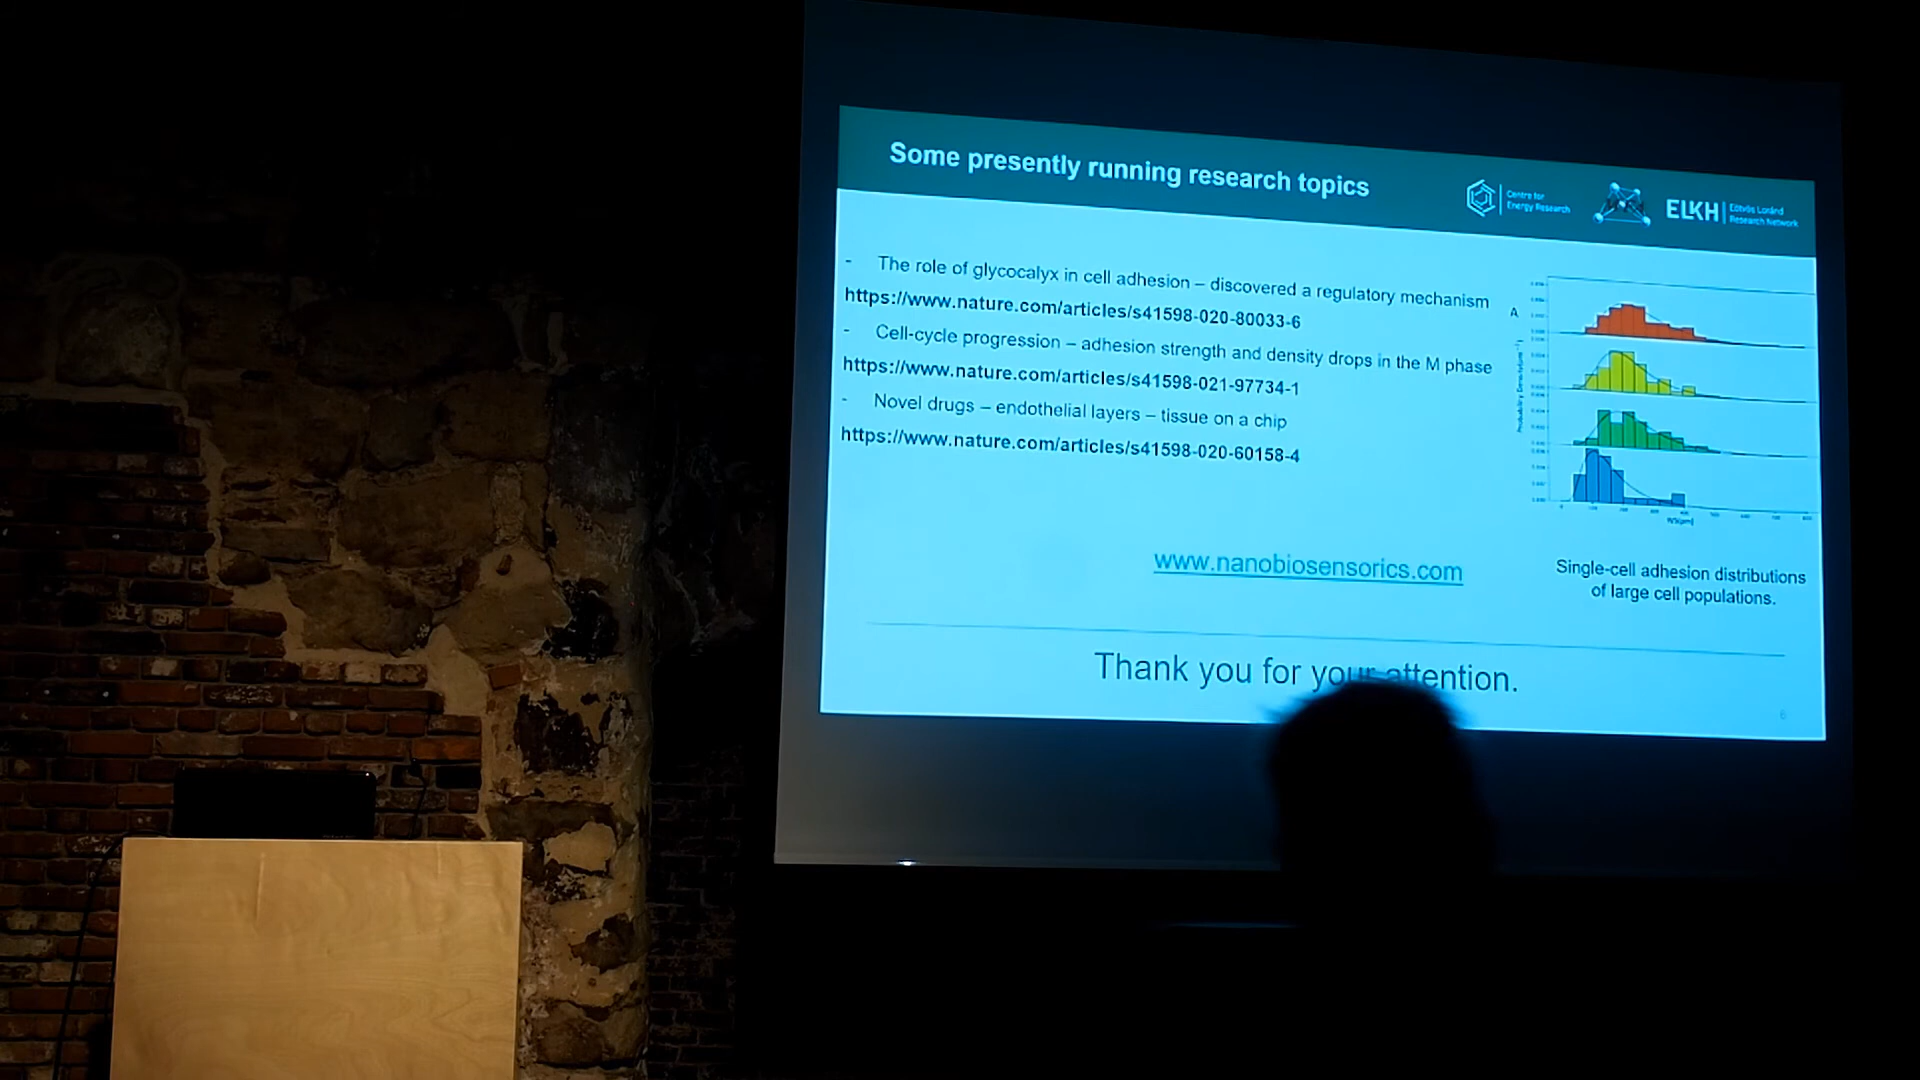 Some presently running research topics
Centre for
Energy Research
ELKH
Eötvös Loránd
Research Network
- The role of glycocalyx in cell adhesion – discovered a regulatory mechanism
https://www.nature.com/articles/s41598-020-80033-6
- Cell-cycle progression – adhesion strength and density drops in the M phase
https://www.nature.com/articles/s41598-021-97734-1
- Novel drugs – endothelial layers – tissue on a chip
https://www.nature.com/articles/s41598-020-60158-4
A
www.nanobiosensorics.com
Single-cell adhesion distributions
of large cell populations.
Thank you for your attention.
6